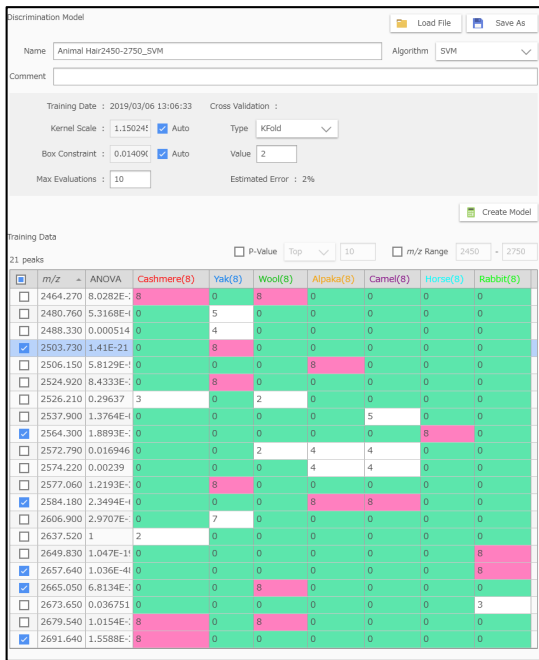 Discrimination Model
Load File Save As
Name Animal Hair2450-2750_SVM Algorithm SVM
Comment
Training Date : 2019/03/06 13:06:33 Cross Validation :
Kernel Scale : 1.15024 Auto Type KFold
Box Constraint : 0.01409 Auto Value 2
Max Evaluations : 10 Estimated Error : 2%
Create Model
Training Data
21 peaks P-Value Top 10 m/z Range 2450 - 2750
m/z ANOVA Cashmere(8) Yak(8) Wool(8) Alpaka(8) Camel(8) Horse(8) Rabbit(8)
2464.270 8.0282E- 8 0 8 0 0 0 0
2480.760 5.3168E- 0 5 0 0 0 0 0
2488.330 0.000514 0 4 0 0 0 0 0
2503.730 1.41E-21 0 8 0 0 0 0 0
2506.150 5.8129E- 0 0 0 8 0 0 0
2524.920 8.4333E- 0 8 0 0 0 0 0
2526.210 0.29637 3 0 2 0 0 0 0
2537.900 1.3764E- 0 0 0 0 5 0 0
2564.300 1.8893E- 0 0 0 0 0 8 0
2572.790 0.016946 0 0 2 4 4 0 0
2574.220 0.00239 0 0 0 4 4 0 0
2577.060 1.2193E- 0 8 0 0 0 0 0
2584.180 2.3494E- 0 0 0 8 8 0 0
2606.900 2.9707E- 0 7 0 0 0 0 0
2637.520 1 2 0 0 0 0 0 0
2649.830 1.047E-1 0 0 0 0 0 0 8
2657.640 1.036E-4 0 0 0 0 0 0 8
2665.050 6.8134E- 0 0 8 0 0 0 0
2673.650 0.036751 0 0 0 0 0 0 3
2679.540 1.0154E- 8 0 8 0 0 0 0
2691.640 1.5588E- 8 0 0 0 0 0 0